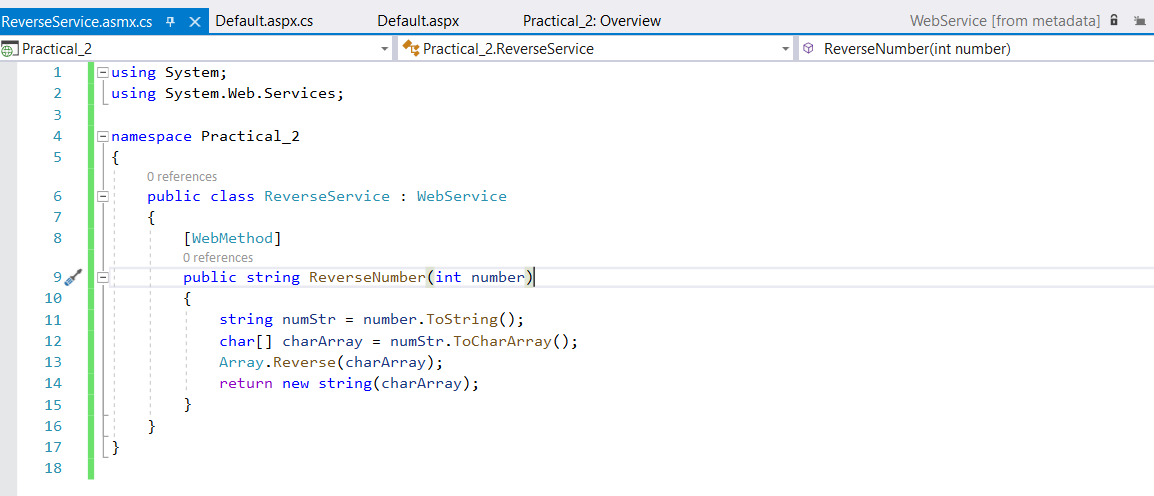 ReverseService.asmx.cs Default.aspx.cs Default.aspx Practical_2: Overview WebService [from metadata]
Practical_2 Practical_2.ReverseService ReverseNumber(int number)
1 using System;
2 using System.Web.Services;
3
4 namespace Practical_2
5 {
0 references
6 public class ReverseService : WebService
7 {
8 [WebMethod]
0 references
9 public string ReverseNumber(int number)
10 {
11 string numStr = number.ToString();
12 char[] charArray = numStr.ToCharArray();
13 Array.Reverse(charArray);
14 return new string(charArray);
15 }
16 }
17 }
18